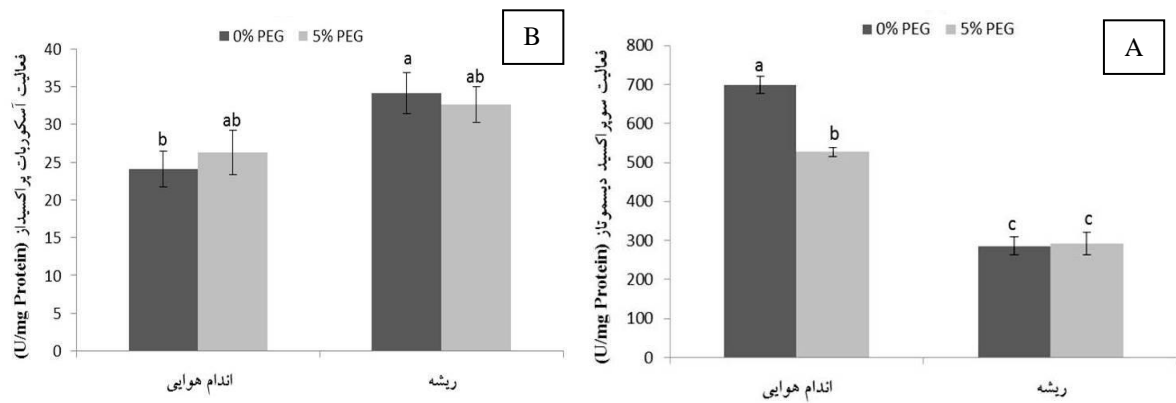 B
■ 0% PEG ■ 5% PEG
فعالیت آسکوربات پراکسیداز
(U/mg Protein)
40
35
30
25
20
15
10
5
0
b
ab
a
ab
اندام هوایی
ریشه
A
■ 0% PEG ■ 5% PEG
فعالیت سوپراکسید دیسموتاز
(U/mg Protein)
800
700
600
500
400
300
200
100
0
a
b
c
c
اندام هوایی
ریشه